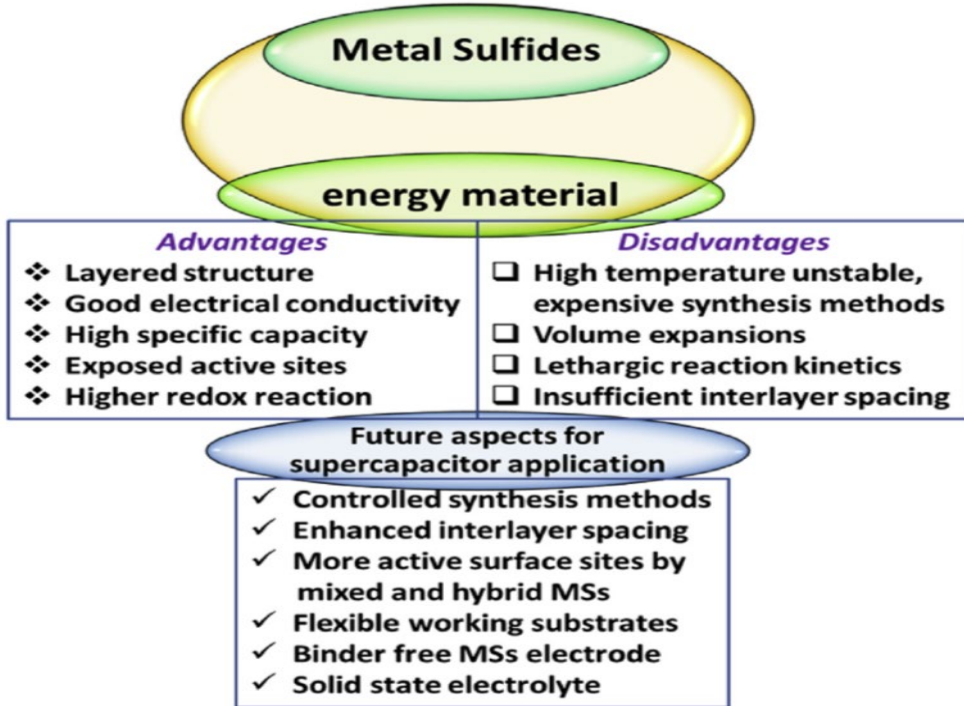 Metal Sulfides
energy material
Advantages
❖ Layered structure
❖ Good electrical conductivity
❖ High specific capacity
❖ Exposed active sites
❖ Higher redox reaction
Disadvantages
❑ High temperature unstable,
expensive synthesis methods
❑ Volume expansions
❑ Lethargic reaction kinetics
❑ Insufficient interlayer spacing
Future aspects for
supercapacitor application
✓ Controlled synthesis methods
✓ Enhanced interlayer spacing
✓ More active surface sites by
mixed and hybrid MSs
✓ Flexible working substrates
✓ Binder free MSs electrode
✓ Solid state electrolyte